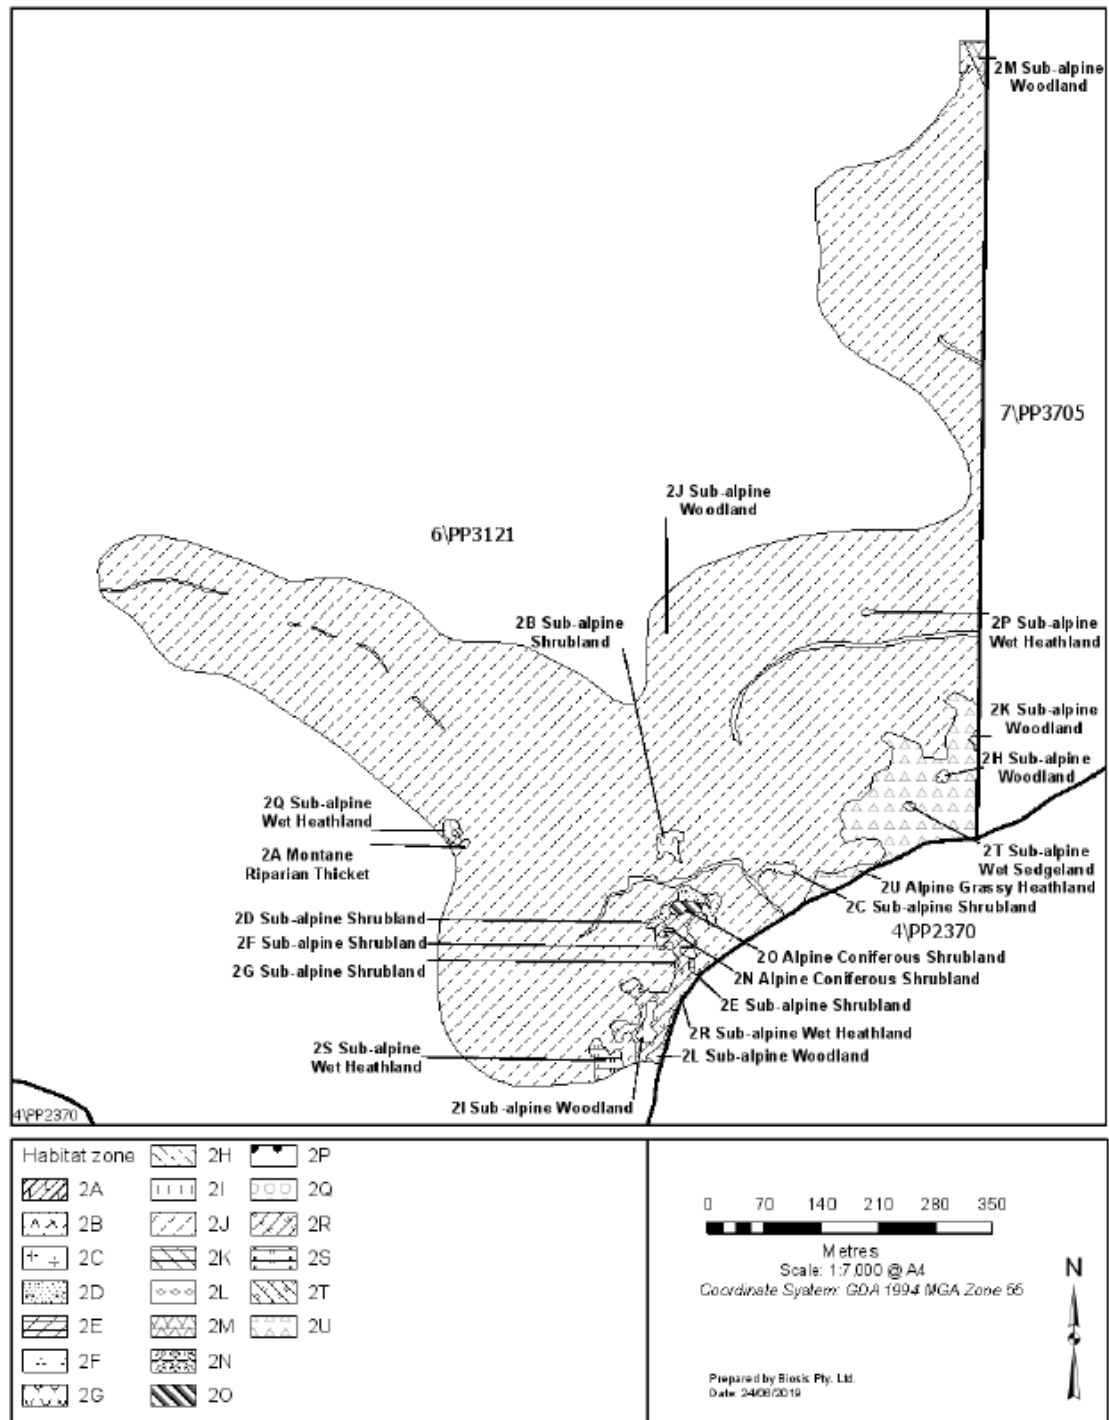 2M Sub-alpine
Woodland
7\PP3705
2J Sub-alpine
Woodland
6\PP3121
2B Sub-alpine
Shrubland
2P Sub-alpine
Wet Heathland
2K Sub-alpine
Woodland
2H Sub-alpine
Woodland
2Q Sub-alpine
Wet Heathland
2A Montane
Riparian Thicket
2T Sub-alpine
Wet Sedgeland
2U Alpine Grassy Heathland
2C Sub-alpine Shrubland
2D Sub-alpine Shrubland
4\PP2370
2F Sub-alpine Shrubland
2O Alpine Coniferous Shrubland
2G Sub-alpine Shrubland
2N Alpine Coniferous Shrubland
2E Sub-alpine Shrubland
2R Sub-alpine Wet Heathland
2S Sub-alpine
Wet Heathland
2L Sub-alpine Woodland
2I Sub-alpine Woodland
4\PP2370
Habitat zone
2A
2B
2C
2D
2E
2F
2G
2H
2I
2J
2K
2L
2M
2N
2O
2P
2Q
2R
2S
2T
2U
0 70 140 210 280 350
Metres
Scale: 1:7,000 @ A4
Coordinate System: GDA 1994 MGA Zone 55
N
Prepared by Biosis Pty. Ltd.
Date: 24/06/2019